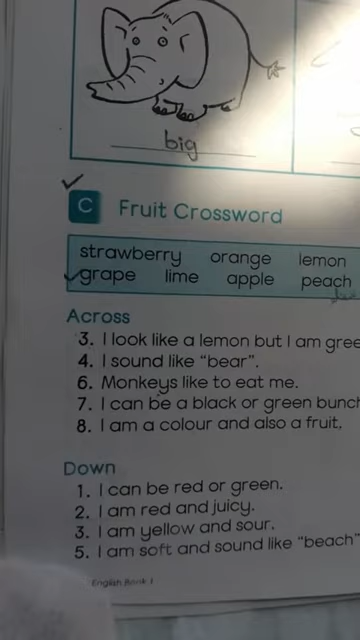 big
C Fruit Crossword
strawberry orange lemon
grape lime apple peach
Across
3. I look like a lemon but I am gree
4. I sound like “bear”.
6. Monkeys like to eat me.
7. I can be a black or green bunch
8. I am a colour and also a fruit.
Down
1. I can be red or green.
2. I am red and juicy.
3. I am yellow and sour.
5. I am soft and sound like “beach”
English Book 1